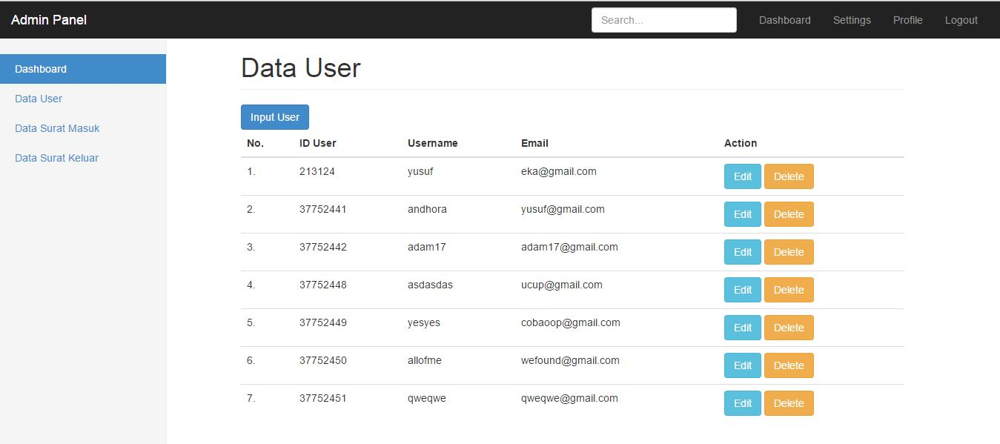 Admin Panel Search... Dashboard Settings Profile Logout
Dashboard
Data User
Data Surat Masuk
Data Surat Keluar
Data User
Input User
No. ID User Username Email Action
1. 213124 yusuf eka@gmail.com Edit Delete
2. 37752441 andhora yusuf@gmail.com Edit Delete
3. 37752442 adam17 adam17@gmail.com Edit Delete
4. 37752448 asdasdas ucup@gmail.com Edit Delete
5. 37752449 yesyes cobaoop@gmail.com Edit Delete
6. 37752450 allofme wefound@gmail.com Edit Delete
7. 37752451 qweqwe qweqwe@gmail.com Edit Delete